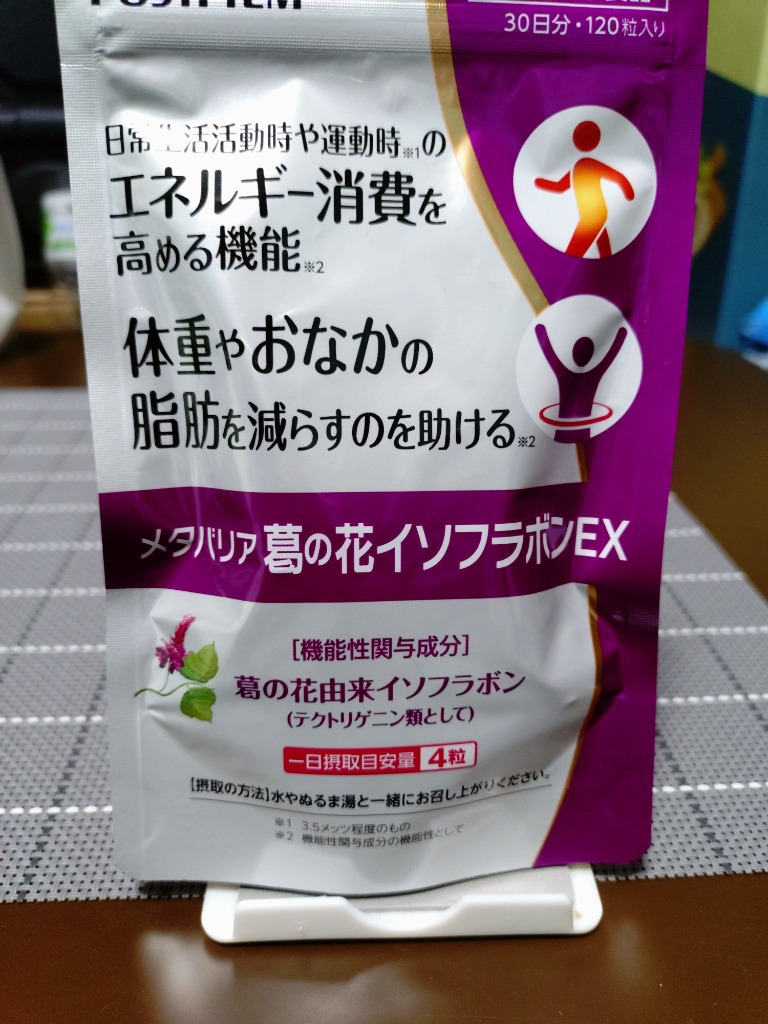 FUJIFILM
30日分・120粒入り
日常生活活動時や運動時※1の
エネルギー消費を
高める機能※2
体重やおなかの
脂肪を減らすのを助ける※2
メタバリア 葛の花イソフラボンEX
[機能性関与成分]
葛の花由来イソフラボン
(テクトリゲニン類として)
一日摂取目安量 4粒
【摂取の方法】水やぬるま湯と一緒にお召し上がりください。
※1 3.5メッツ程度のもの
※2 機能性関与成分の機能性として